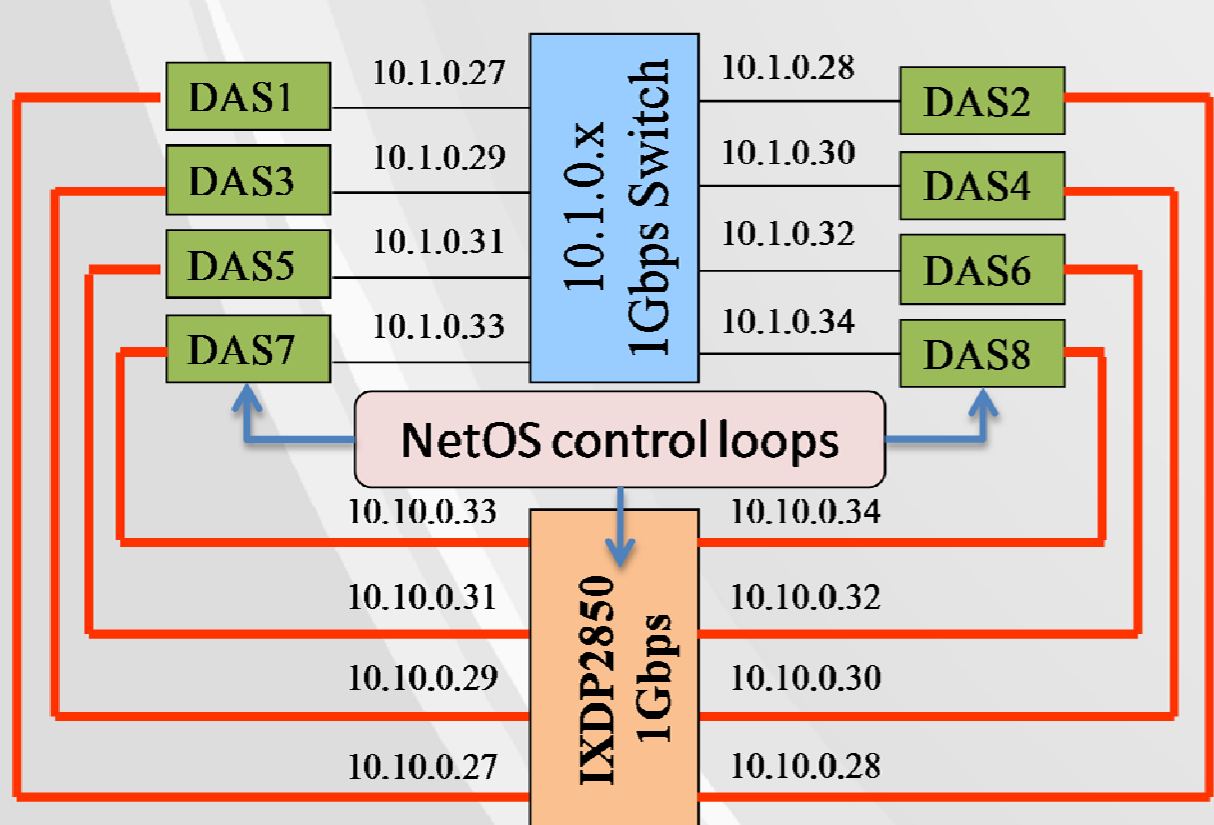 DAS1
10.1.0.27
10.1.0.x
1Gbps Switch
10.1.0.28
DAS2
DAS3
10.1.0.29
10.1.0.30
DAS4
DAS5
10.1.0.31
10.1.0.32
DAS6
DAS7
10.1.0.33
10.1.0.34
DAS8
NetOS control loops
10.10.0.33
10.10.0.34
IXDP2850
1Gbps
10.10.0.31
10.10.0.32
10.10.0.29
10.10.0.30
10.10.0.27
10.10.0.28